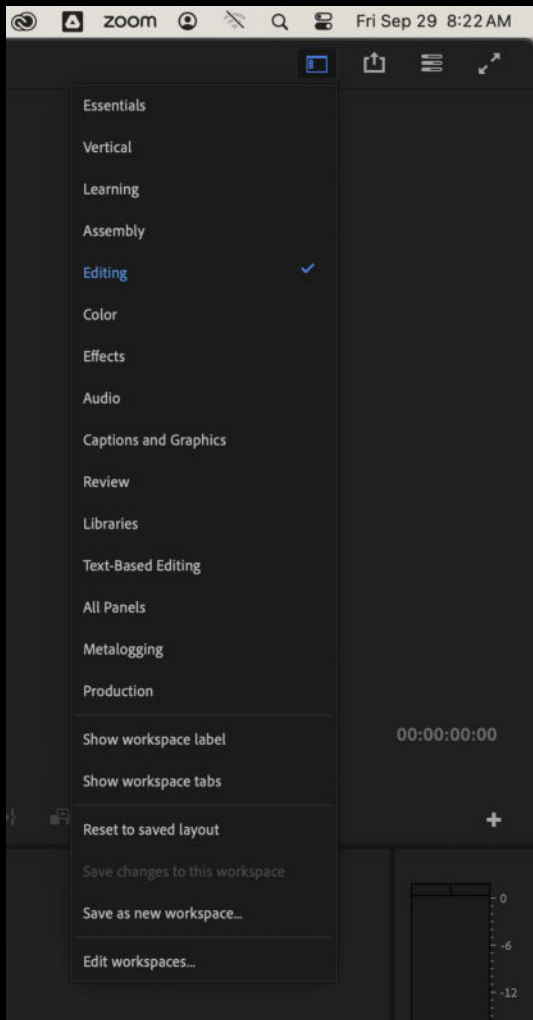 zoom Fri Sep 29 8:22 AM
Essentials
Vertical
Learning
Assembly
Editing
Color
Effects
Audio
Captions and Graphics
Review
Libraries
Text-Based Editing
All Panels
Metalogging
Production
Show workspace label
00:00:00:00
Show workspace tabs
Reset to saved layout
Save changes to this workspace
Save as new workspace...
Edit workspaces...
0
-6
-12